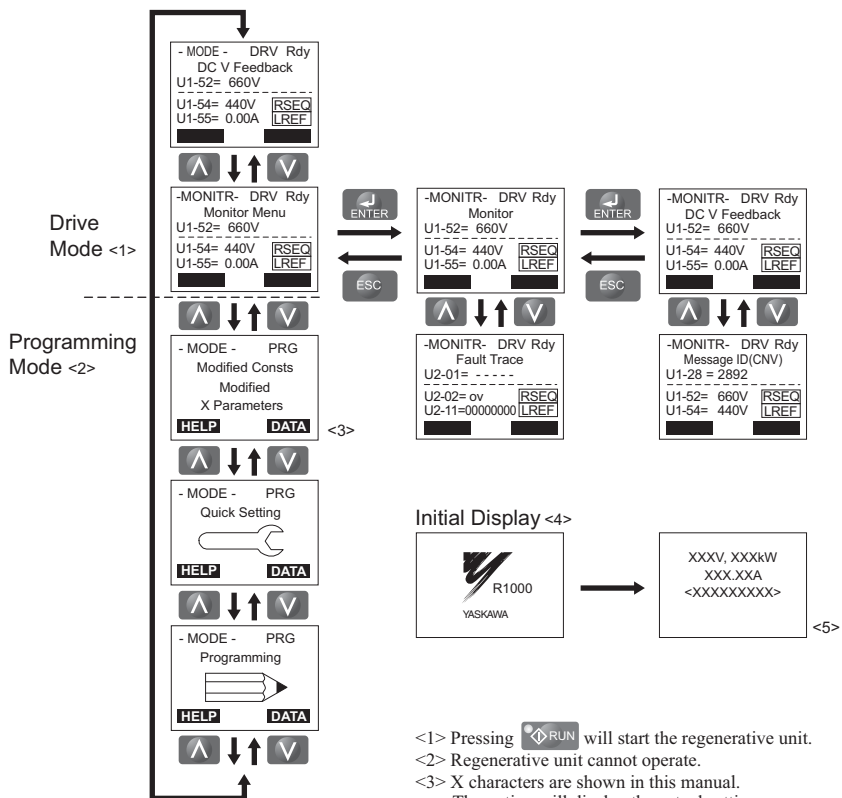 - MODE - DRV Rdy
DC V Feedback
U1-52= 660V
U1-54= 440V RSEQ
U1-55= 0.00A LREF
Drive
Mode <1>
-MONITR- DRV Rdy
Monitor Menu
U1-52= 660V
U1-54= 440V RSEQ
U1-55= 0.00A LREF
ENTER
ESC
-MONITR- DRV Rdy
Monitor
U1-52= 660V
U1-54= 440V RSEQ
U1-55= 0.00A LREF
ENTER
ESC
-MONITR- DRV Rdy
DC V Feedback
U1-52= 660V
U1-54= 440V RSEQ
U1-55= 0.00A LREF
Programming
Mode <2>
- MODE - PRG
Modified Consts
Modified
X Parameters
HELP DATA
<3>
-MONITR- DRV Rdy
Fault Trace
U2-01= - - - - -
U2-02= ov RSEQ
U2-11=00000000 LREF
-MONITR- DRV Rdy
Message ID(CNV)
U1-28 = 2892
U1-52= 660V RSEQ
U1-54= 440V LREF
- MODE - PRG
Quick Setting
HELP DATA
Initial Display <4>
R1000
YASKAWA
XXXV, XXXkW
XXX.XXA
<XXXXXXXXX>
<5>
- MODE - PRG
Programming
HELP DATA
<1> Pressing RUN will start the regenerative unit.
<2> Regenerative unit cannot operate.
<3> X characters are shown in this manual.